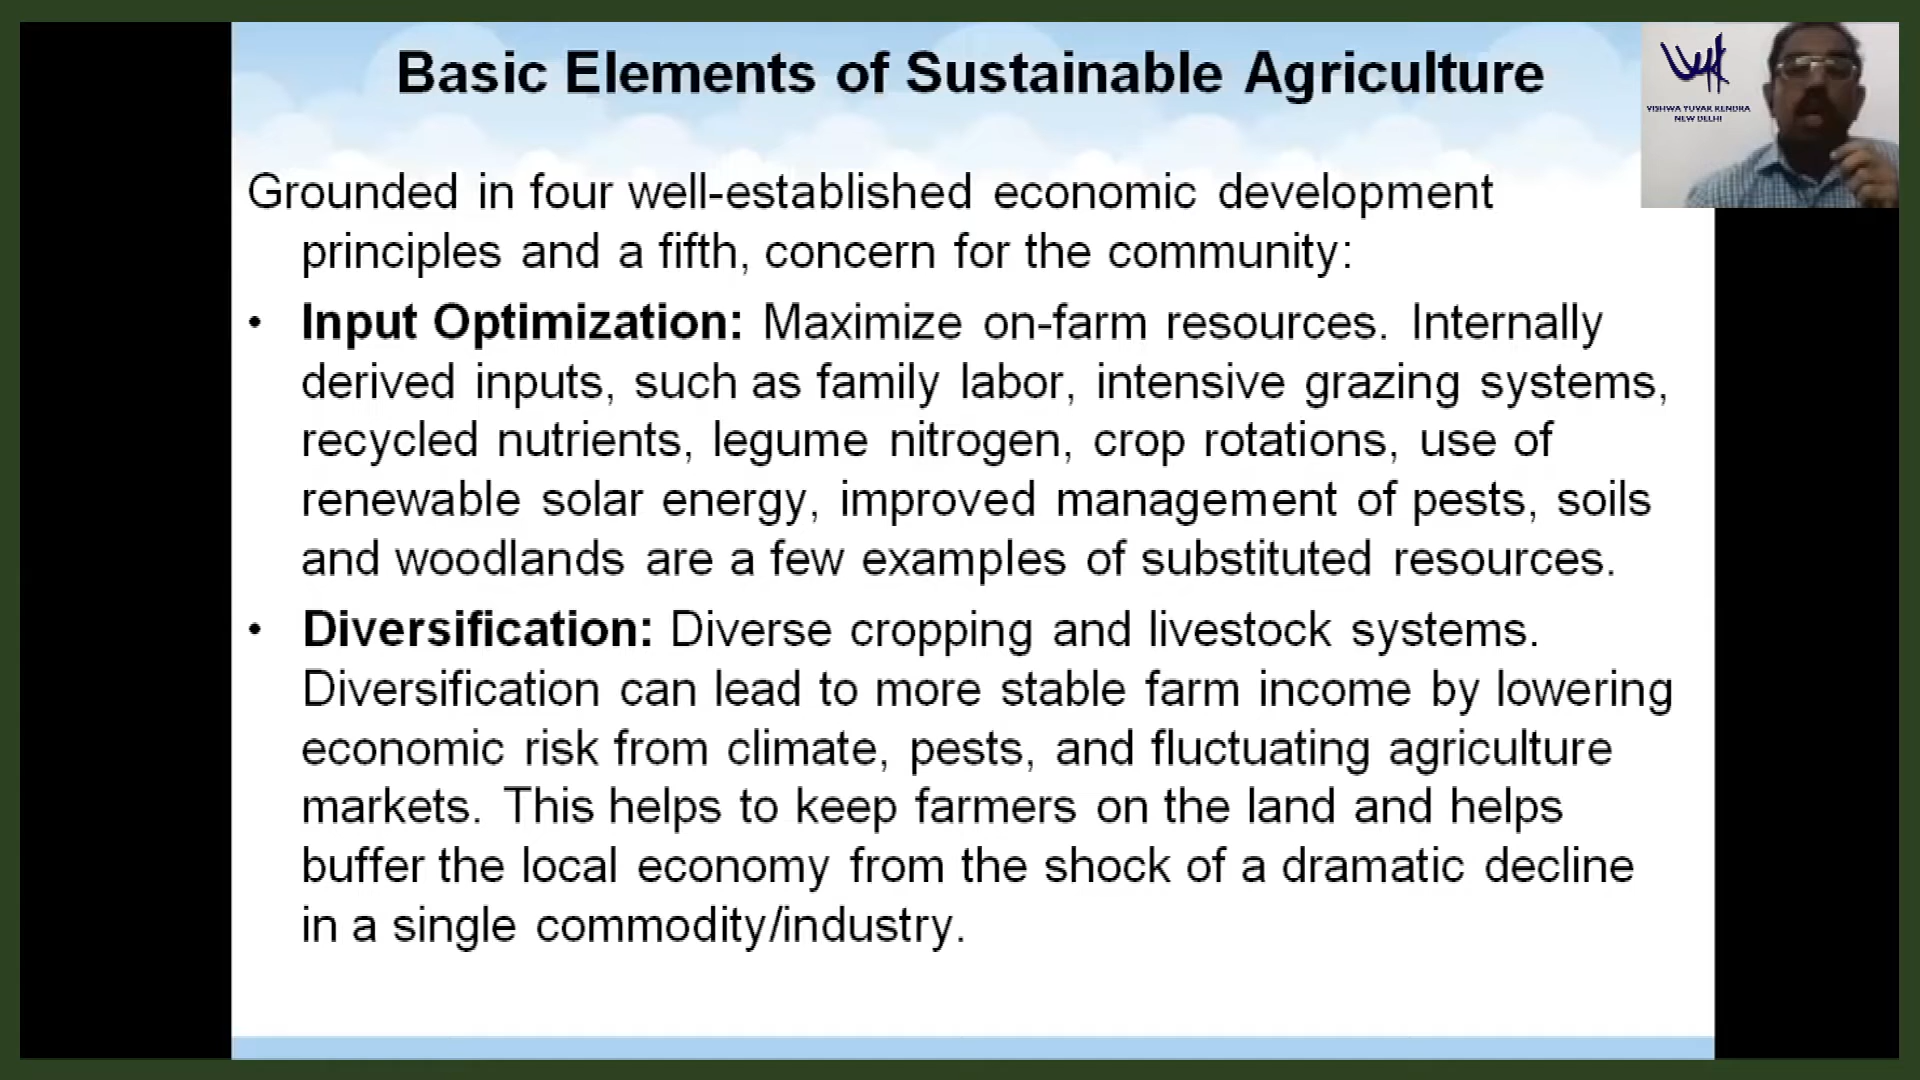 Basic Elements of Sustainable Agriculture
VISHWA YUVAK KENDRA
NEW DELHI
Grounded in four well-established economic development
principles and a fifth, concern for the community:
• Input Optimization: Maximize on-farm resources. Internally
derived inputs, such as family labor, intensive grazing systems,
recycled nutrients, legume nitrogen, crop rotations, use of
renewable solar energy, improved management of pests, soils
and woodlands are a few examples of substituted resources.
• Diversification: Diverse cropping and livestock systems.
Diversification can lead to more stable farm income by lowering
economic risk from climate, pests, and fluctuating agriculture
markets. This helps to keep farmers on the land and helps
buffer the local economy from the shock of a dramatic decline
in a single commodity/industry.